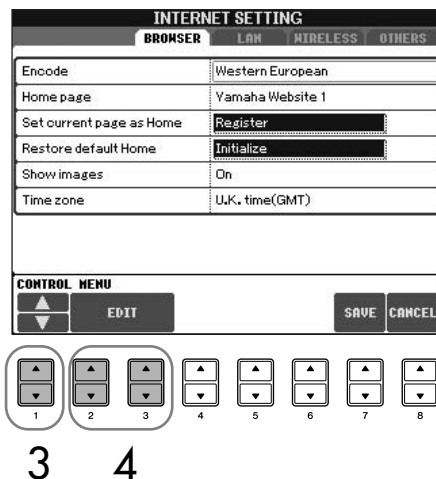 INTERNET SETTING
BROWSER LAN WIRELESS OTHERS
Encode Western European
Home page Yamaha Website 1
Set current page as Home Register
Restore default Home Initialize
Show images On
Time zone U.K. time(GMT)
CONTROL MENU
EDIT SAVE CANCEL
1 2 3 4 5 6 7 8
3 4